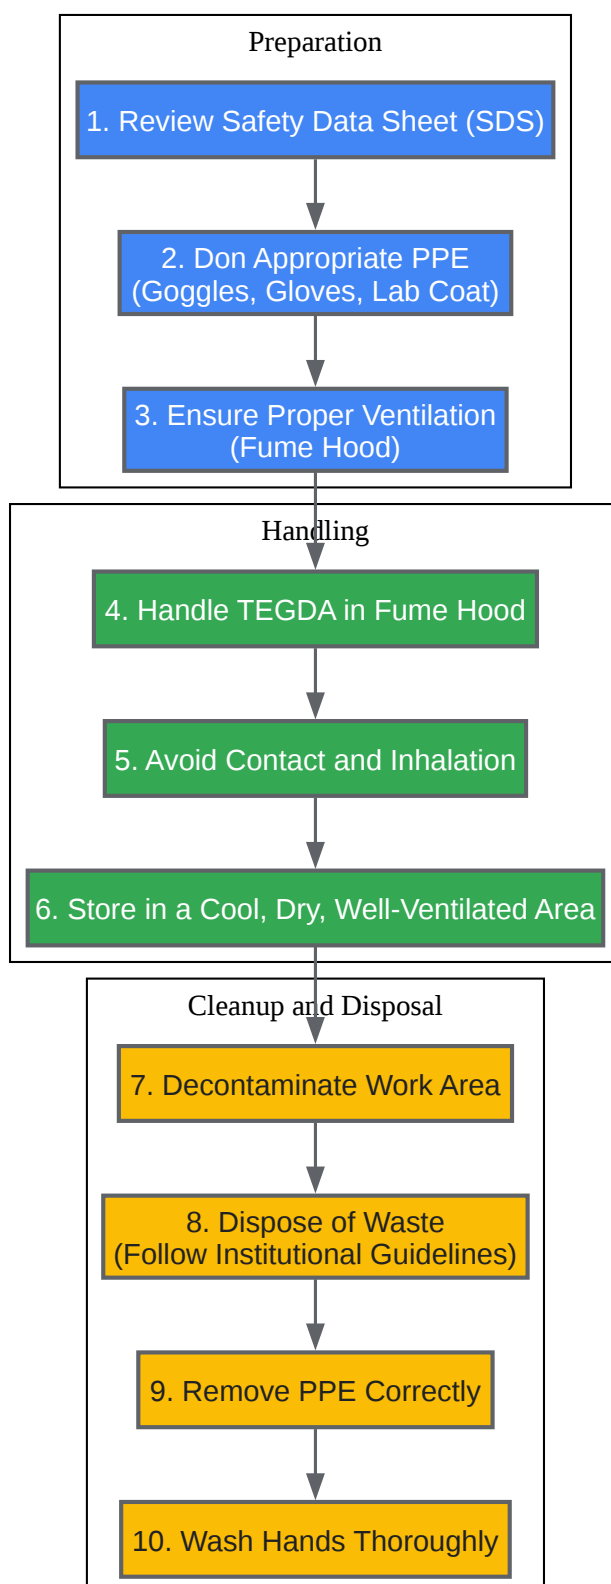 Preparation
1. Review Safety Data Sheet (SDS)
2. Don Appropriate PPE
(Goggles, Gloves, Lab Coat)
3. Ensure Proper Ventilation
(Fume Hood)
Handling
4. Handle TEGDA in Fume Hood
5. Avoid Contact and Inhalation
6. Store in a Cool, Dry, Well-Ventilated Area
Cleanup and Disposal
7. Decontaminate Work Area
8. Dispose of Waste
(Follow Institutional Guidelines)
9. Remove PPE Correctly
10. Wash Hands Thoroughly